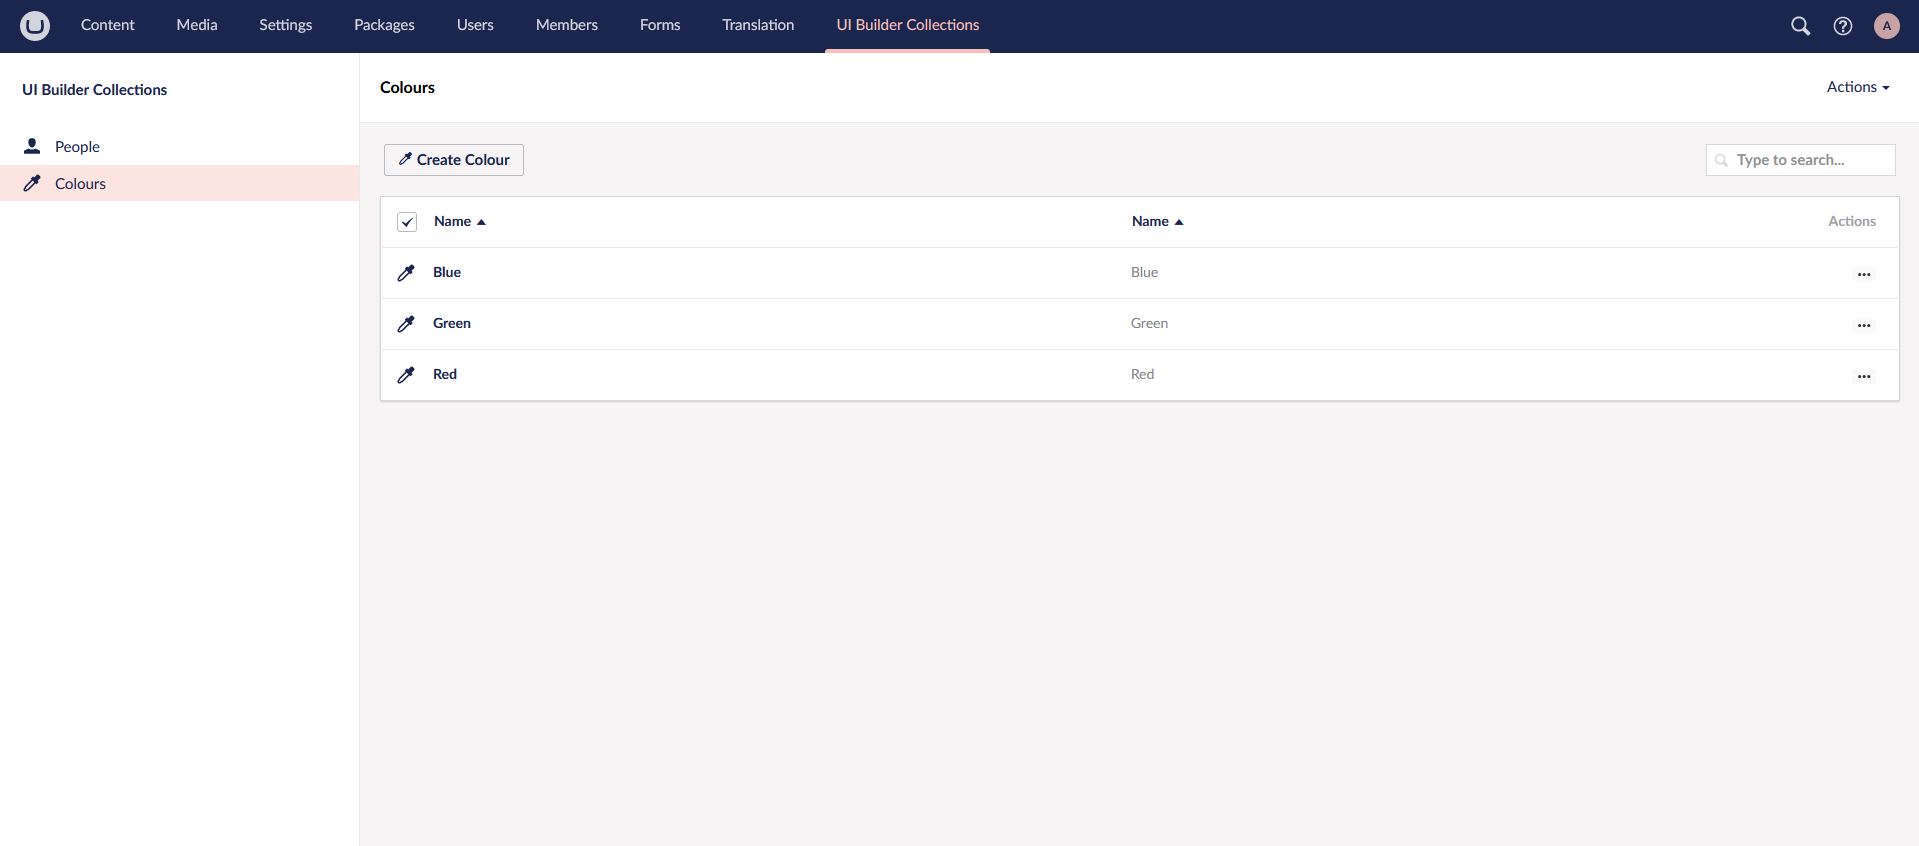 Content Media Settings Packages Users Members Forms Translation UI Builder Collections A
UI Builder Collections
People
Colours
Colours
Actions
Create Colour
Type to search...
Name Name Actions
Blue Blue
Green Green
Red Red